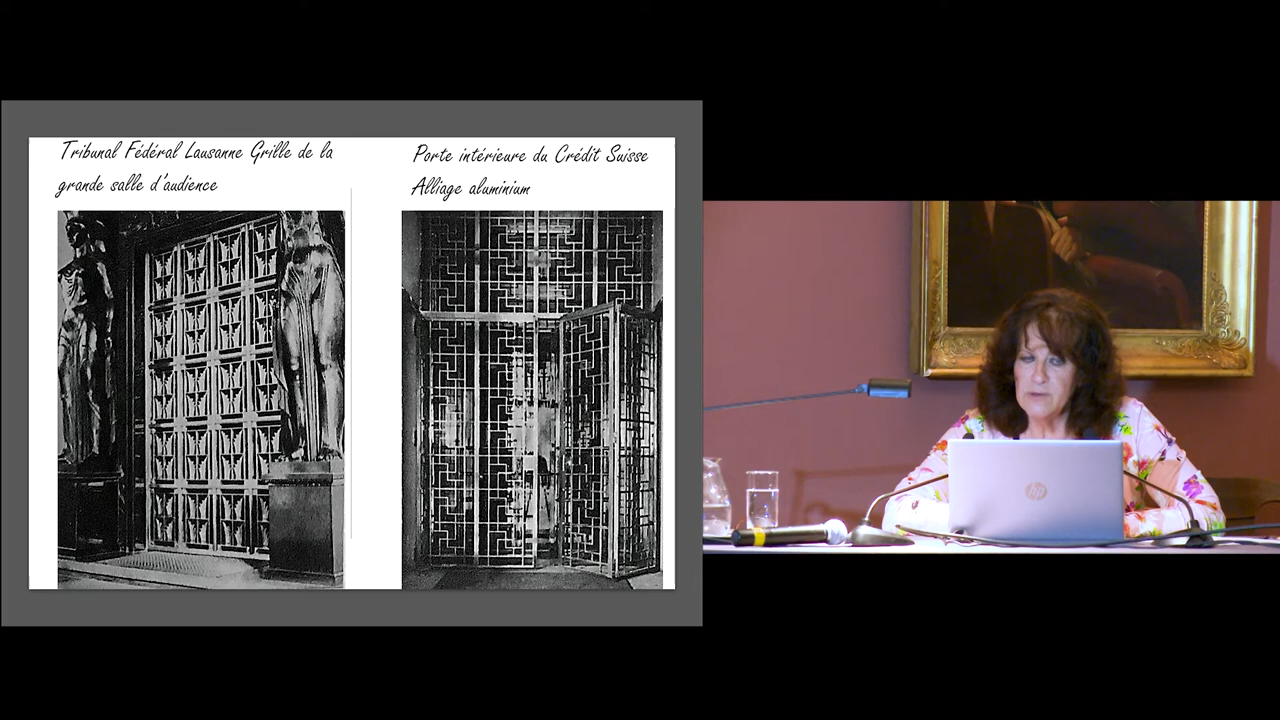 Tribunal Fédéral Lausanne Grille de la
grande salle d'audience
Porte intérieure du Crédit Suisse
Alliage aluminium
hp